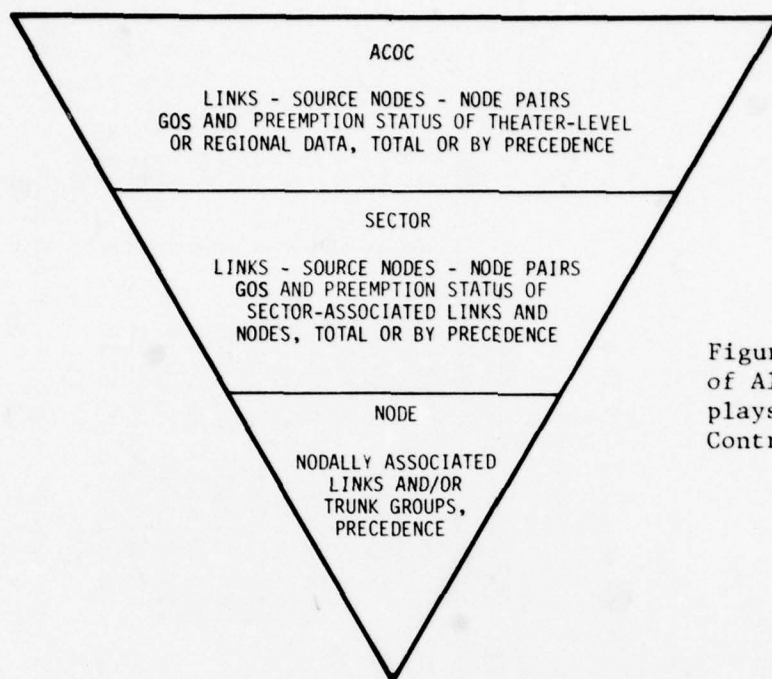 ACOC
LINKS - SOURCE NODES - NODE PAIRS
GOS AND PREEMPTION STATUS OF THEATER-LEVEL
OR REGIONAL DATA, TOTAL OR BY PRECEDENCE
SECTOR
LINKS - SOURCE NODES - NODE PAIRS
GOS AND PREEMPTION STATUS OF
SECTOR-ASSOCIATED LINKS AND
NODES, TOTAL OR BY PRECEDENCE
NODE
NODALLY ASSOCIATED
LINKS AND/OR
TRUNK GROUPS,
PRECEDENCE
of
plays